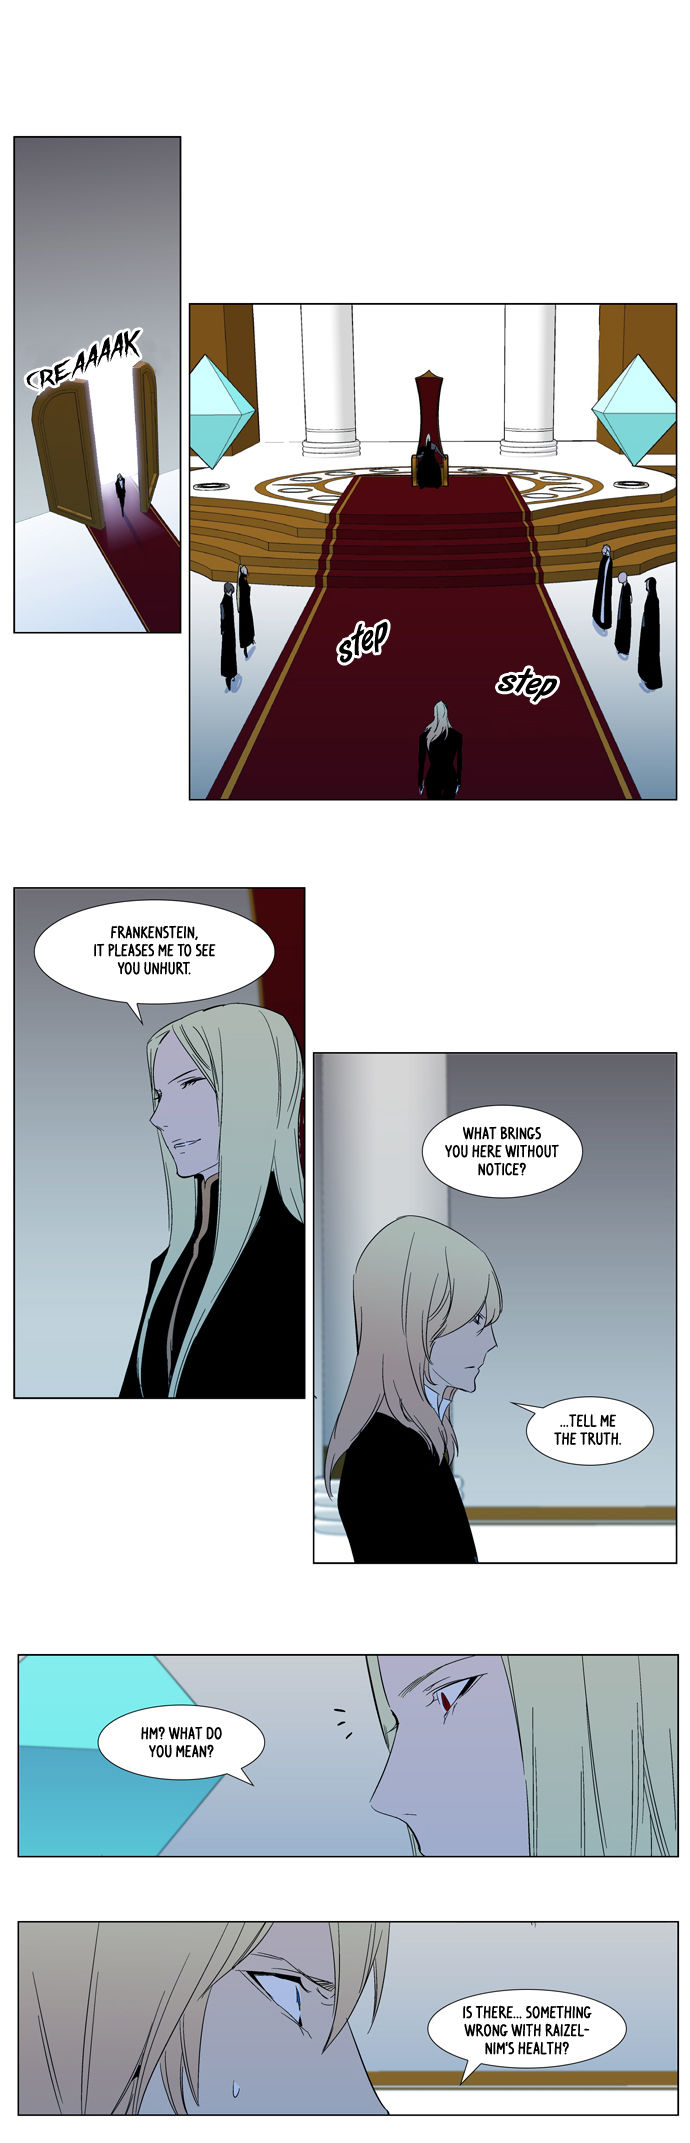 CREAAAAK
STEP
STEP
FRANKENSTEIN,
IT PLEASES ME TO SEE
YOU UNHURT.
WHAT BRINGS
YOU HERE WITHOUT
NOTICE?
...TELL ME
THE TRUTH.
HM? WHAT DO
YOU MEAN?
IS THERE... SOMETHING
WRONG WITH RAIZEL-
NIM'S HEALTH?